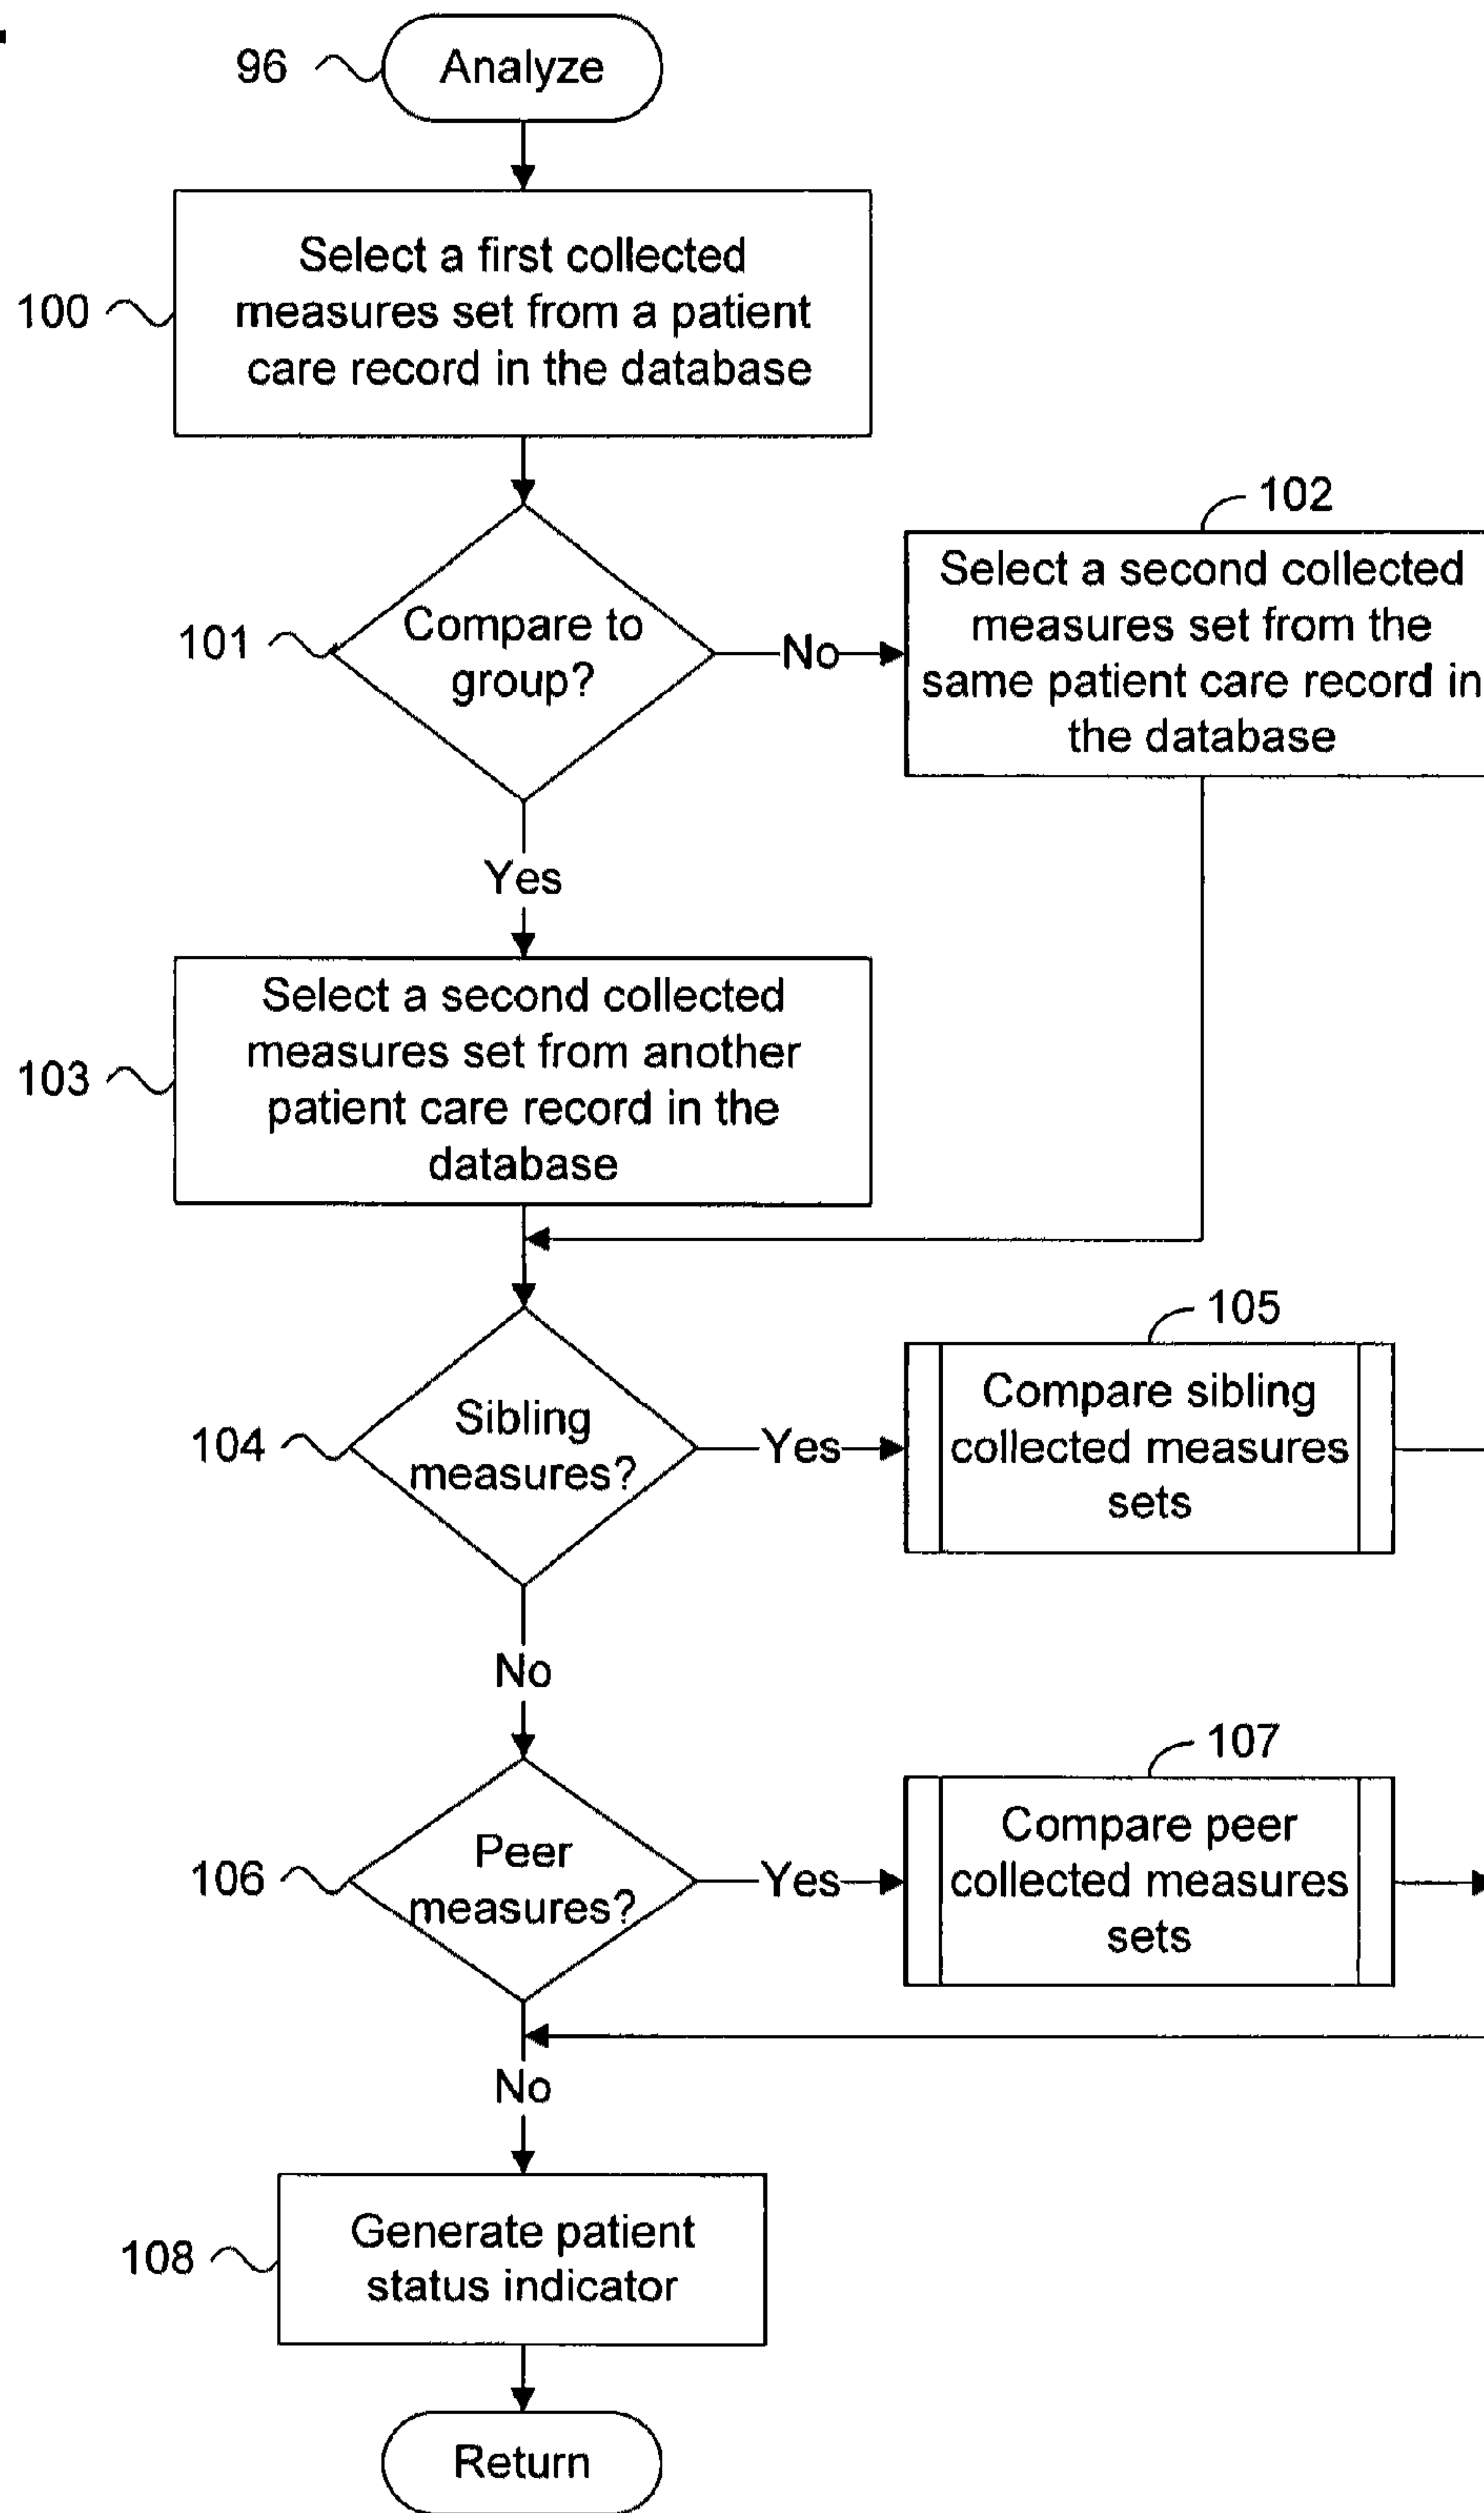 96
Analyze
100
Select a first collected
measures set from a patient
care record in the database
101
Compare to
group?
No
102
Select a second collected
measures set from the
same patient care record in
the database
Yes
103
Select a second collected
measures set from another
patient care record in the
database
104
Sibling
measures?
Yes
105
Compare sibling
collected measures
sets
No
106
Peer
measures?
Yes
107
Compare peer
collected measures
sets
No
108
Generate patient
status indicator
Return